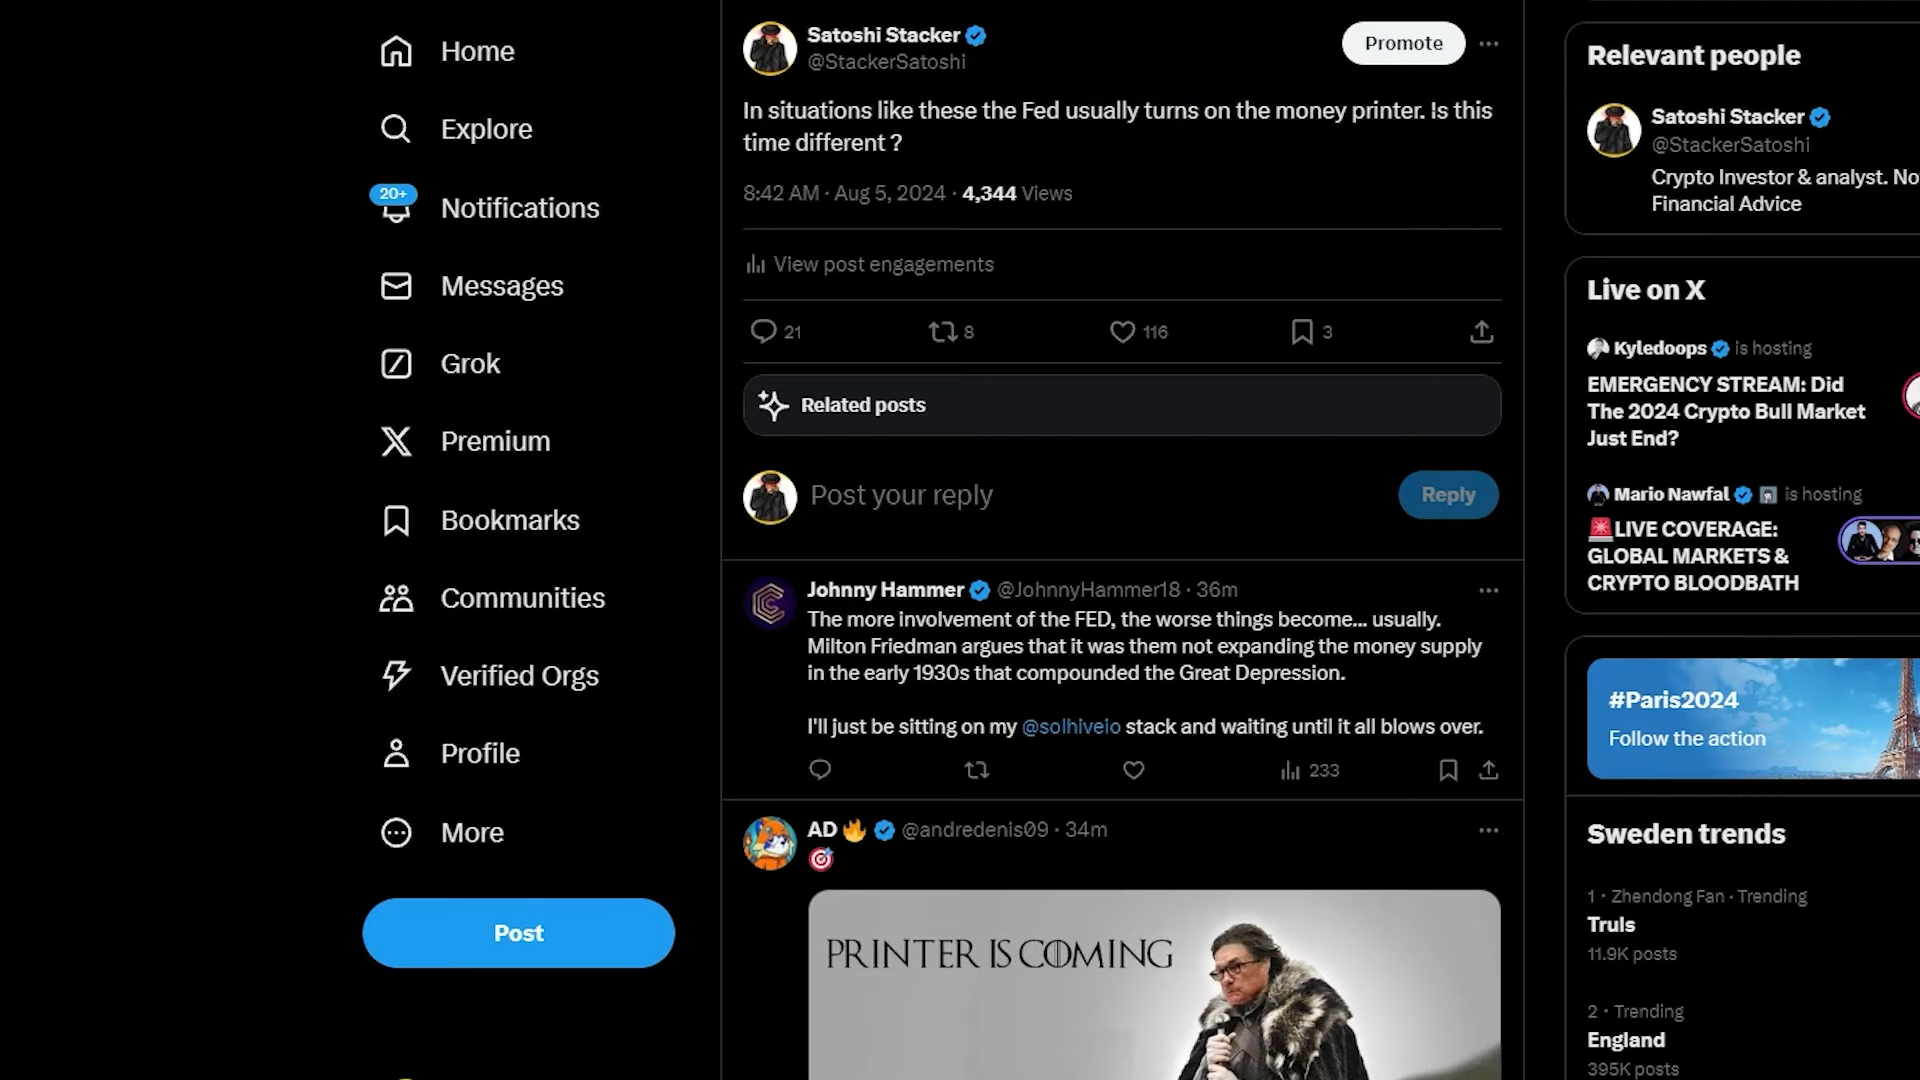 Home
Explore
20+
Notifications
Messages
Grok
Premium
Bookmarks
Communities
Verified Orgs
Profile
More
Post
Satoshi Stacker
@StackerSatoshi
Promote
In situations like these the Fed usually turns on the money printer. Is this
time different ?
8:42 AM · Aug 5, 2024 · 4,344 Views
View post engagements
21 8 116 3
Related posts
Post your reply
Reply
Johnny Hammer @JohnnyHammer18 · 36m
The more involvement of the FED, the worse things become... usually.
Milton Friedman argues that it was them not expanding the money supply
in the early 1930s that compounded the Great Depression.
I'll just be sitting on my @solhiveio stack and waiting until it all blows over.
233
AD 🔥 @andredenis09 · 34m
🎯
PRINTER IS COMING
Relevant people
Satoshi Stacker
@StackerSatoshi
Crypto Investor & analyst. No
Financial Advice
Live on X
Kyledoops is hosting
EMERGENCY STREAM: Did
The 2024 Crypto Bull Market
Just End?
Mario Nawfal is hosting
🚨LIVE COVERAGE:
GLOBAL MARKETS &
CRYPTO BLOODBATH
#Paris2024
Follow the action
Sweden trends
1 · Zhendong Fan · Trending
Truls
11.9K posts
2 · Trending
England
395K posts